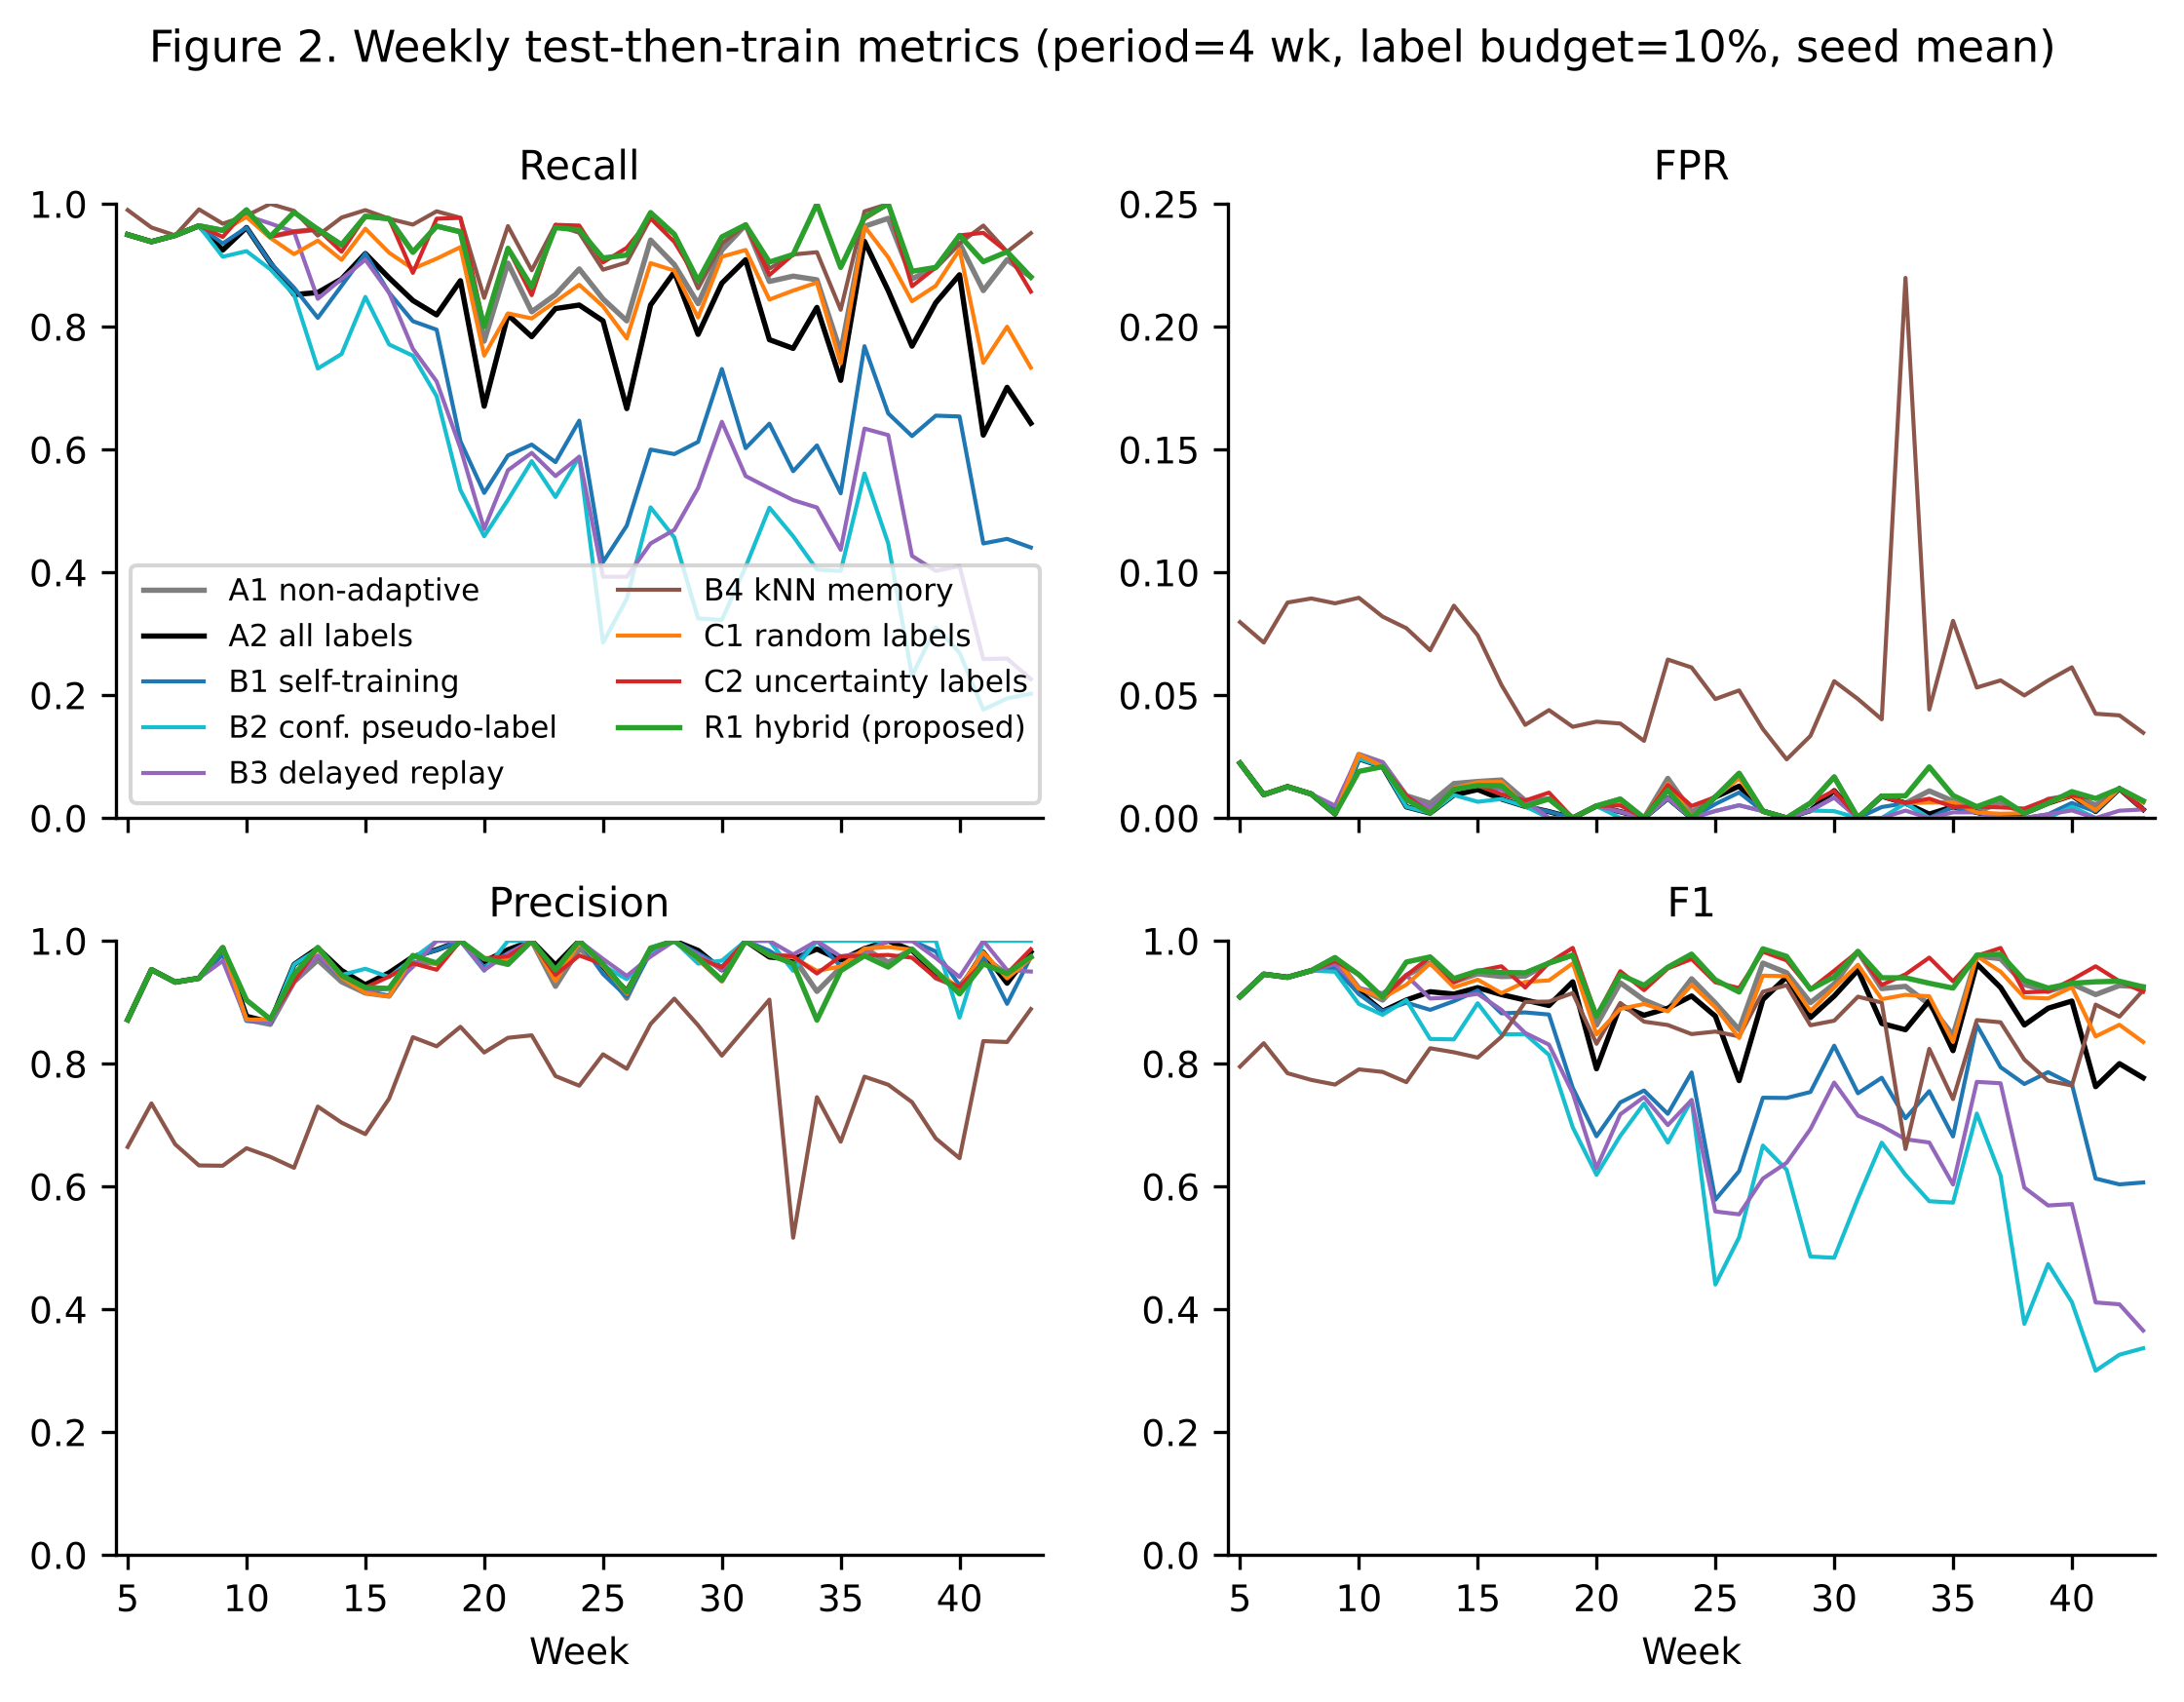 Figure 2. Weekly test-then-train metrics (period=4 wk, label budget=10%, seed mean)
Recall
1.0
0.8
0.6
0.4
0.2
0.0
A1 non-adaptive
A2 all labels
B1 self-training
B2 conf. pseudo-label
B3 delayed replay
B4 kNN memory
C1 random labels
C2 uncertainty labels
R1 hybrid (proposed)
FPR
0.25
0.20
0.15
0.10
0.05
0.00
Precision
1.0
0.8
0.6
0.4
0.2
0.0
5 10 15 20 25 30 35 40
Week
F1
1.0
0.8
0.6
0.4
0.2
0.0
5 10 15 20 25 30 35 40
Week